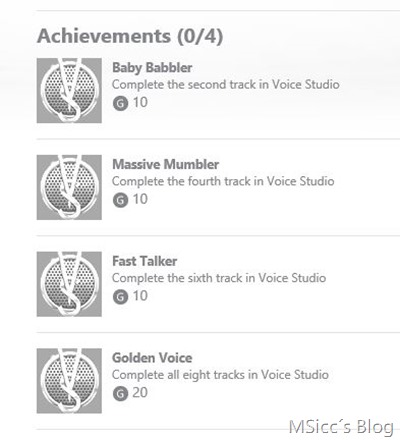 Achievements (0/4)
Baby Babbler
Complete the second track in Voice Studio
G 10
Massive Mumbler
Complete the fourth track in Voice Studio
G 10
Fast Talker
Complete the sixth track in Voice Studio
G 10
Golden Voice
Complete all eight tracks in Voice Studio
G 20
MSicc´s Blog